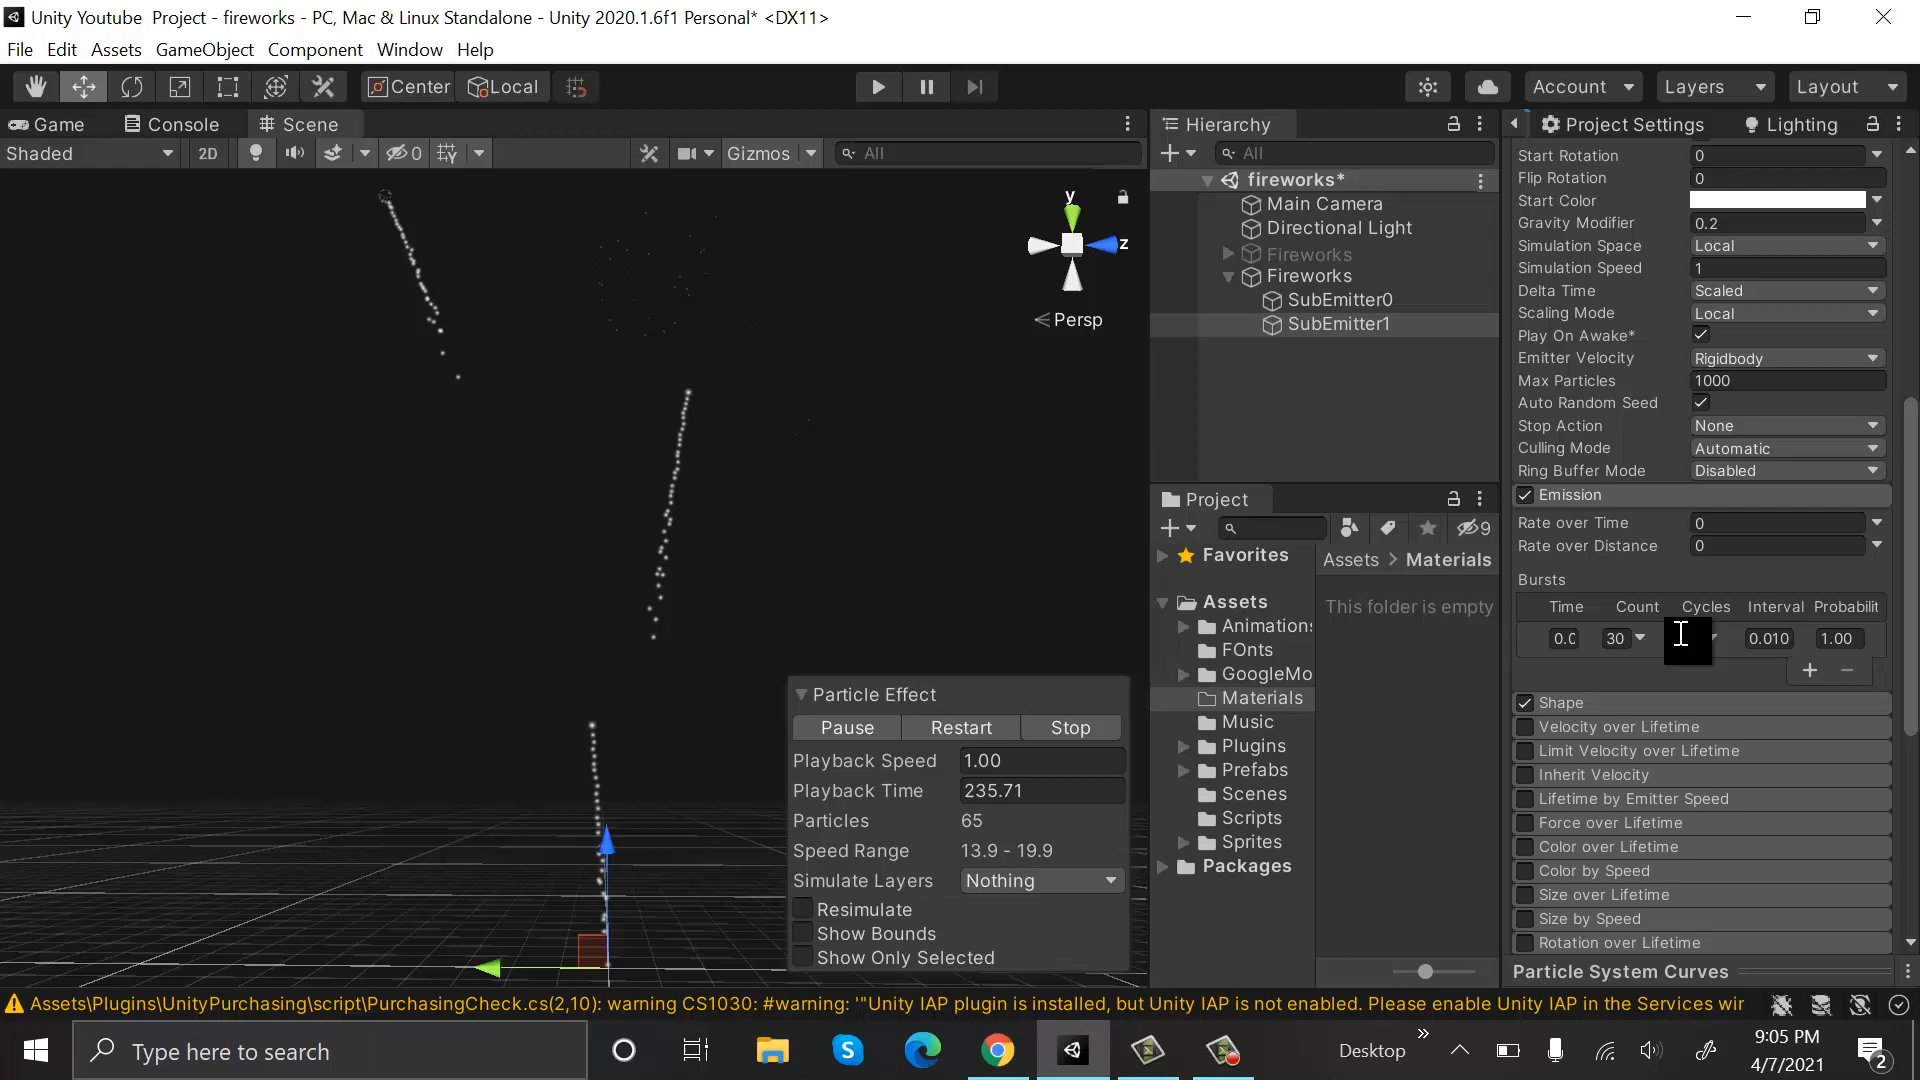 Unity Youtube Project - fireworks - PC, Mac & Linux Standalone - Unity 2020.1.6f1 Personal* <DX11>
File Edit Assets GameObject Component Window Help
Center Local Account Layers Layout
Game Console Scene
Shaded 2D 0 Gizmos All
y
z
Persp
Particle Effect
Pause Restart Stop
Playback Speed 1.00
Playback Time 235.71
Particles 65
Speed Range 13.9 - 19.9
Simulate Layers Nothing
Resimulate
Show Bounds
Show Only Selected
Hierarchy
All
fireworks*
Main Camera
Directional Light
Fireworks
Fireworks
SubEmitter0
SubEmitter1
Project
9
Favorites
Assets
Animation
FOnts
GoogleMo
Materials
Music
Plugins
Prefabs
Scenes
Scripts
Sprites
Packages
Assets > Materials
This folder is empty
Project Settings Lighting
Start Rotation 0
Flip Rotation 0
Start Color
Gravity Modifier 0.2
Simulation Space Local
Simulation Speed 1
Delta Time Scaled
Scaling Mode Local
Play On Awake*
Emitter Velocity Rigidbody
Max Particles 1000
Auto Random Seed
Stop Action None
Culling Mode Automatic
Ring Buffer Mode Disabled
Emission
Rate over Time 0
Rate over Distance 0
Bursts
Time Count Cycles Interval Probabilit
30 0.010 1.00
Shape
Velocity over Lifetime
Limit Velocity over Lifetime
Inherit Velocity
Lifetime by Emitter Speed
Force over Lifetime
Color over Lifetime
Color by Speed
Size over Lifetime
Size by Speed
Rotation over Lifetime
Particle System Curves
Assets\Plugins\UnityPurchasing\script\PurchasingCheck.cs(2,10): warning CS1030: #warning: '"Unity IAP plugin is installed, but Unity IAP is not enabled. Please enable Unity IAP in the Services wir
Type here to search
Desktop
9:05 PM
4/7/2021
2